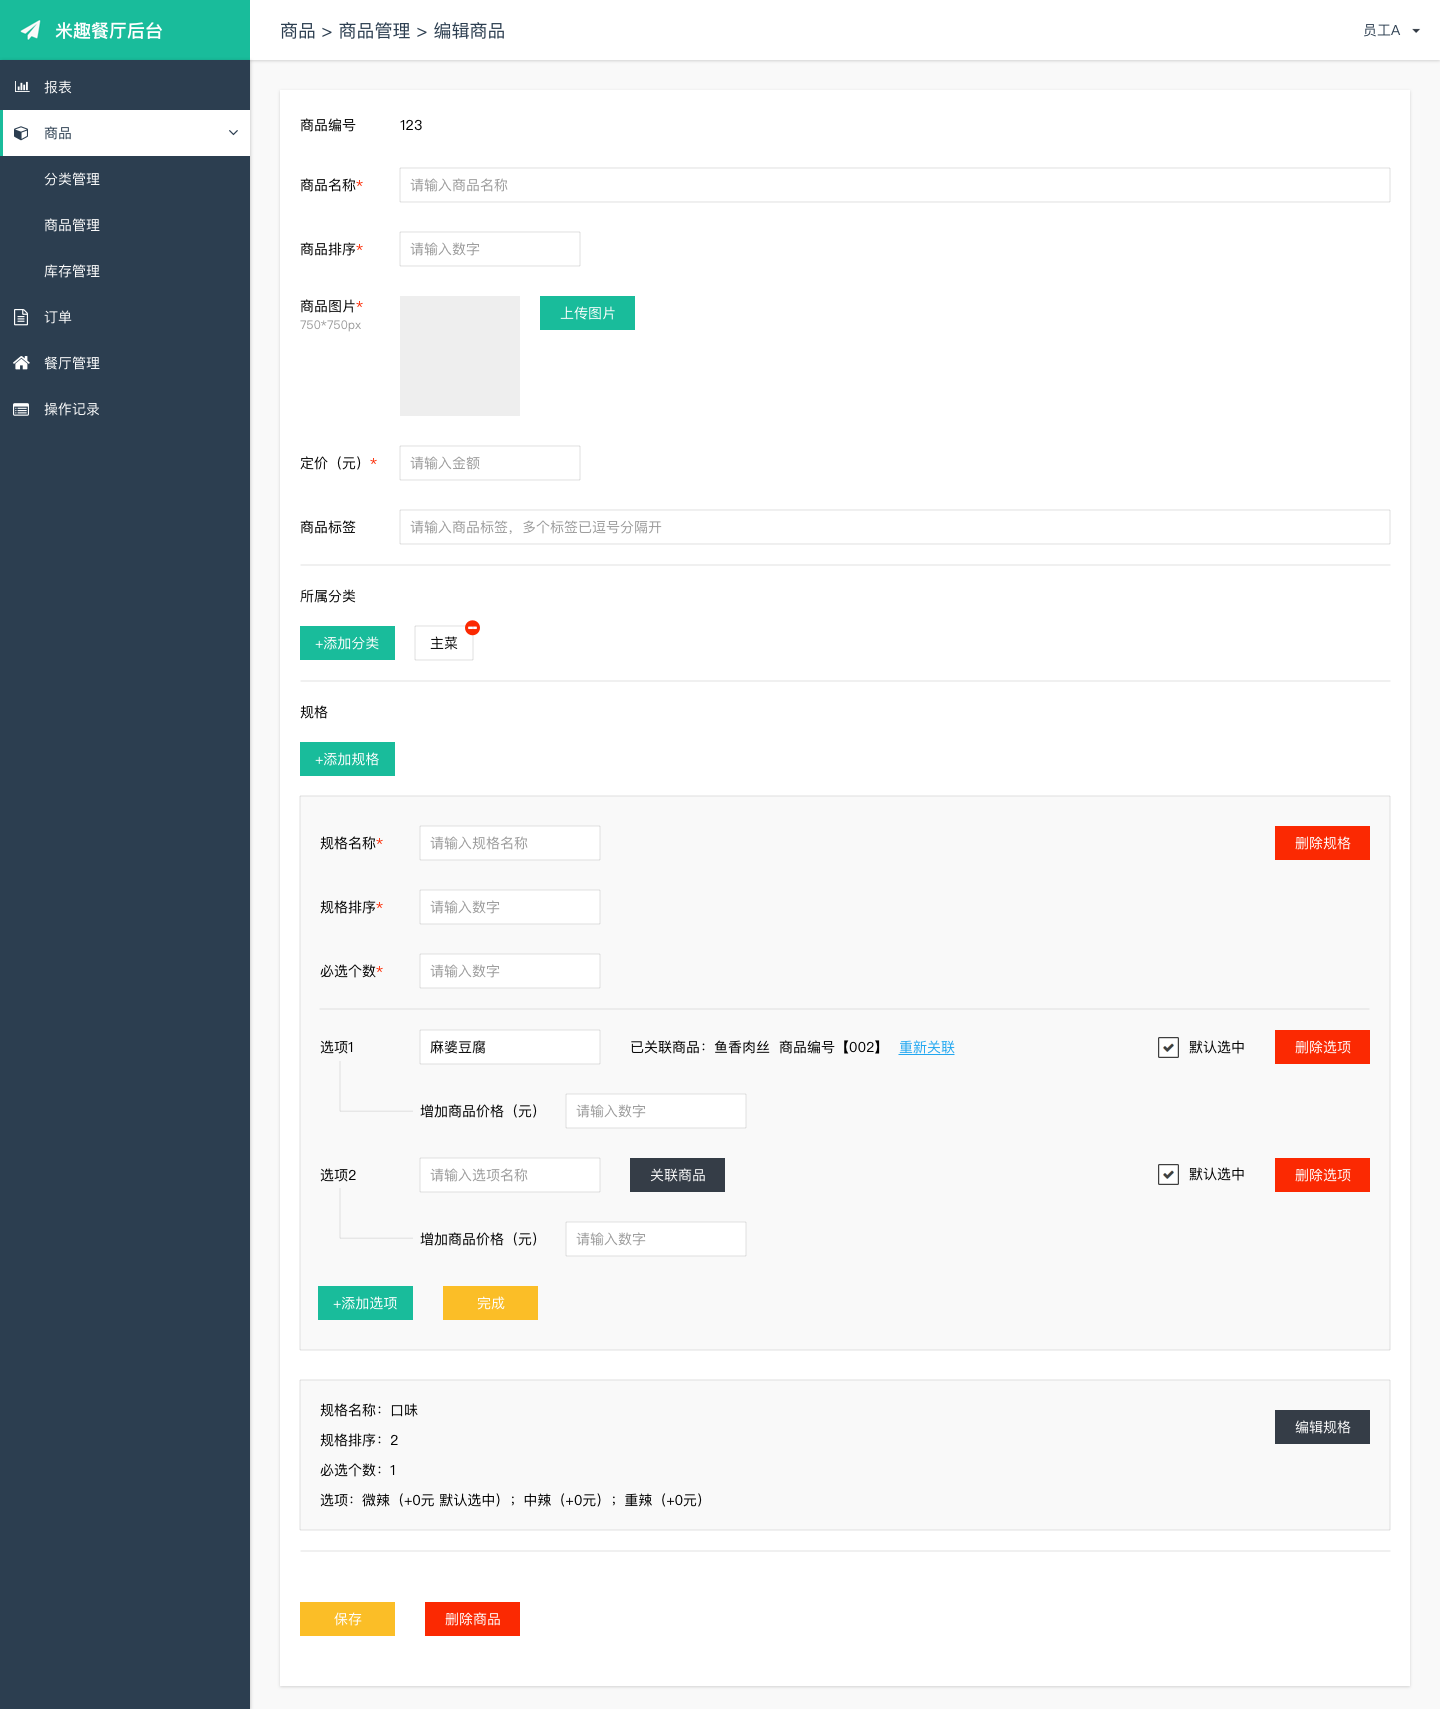 米趣餐厅后台
商品 > 商品管理 > 编辑商品
员工A
报表
商品
分类管理
商品管理
库存管理
订单
餐厅管理
操作记录
商品编号 123
商品名称* 请输入商品名称
商品排序* 请输入数字
商品图片* 上传图片
750*750px
定价（元）* 请输入金额
商品标签 请输入商品标签，多个标签已逗号分隔开
所属分类
+添加分类 主菜
规格
+添加规格
规格名称* 请输入规格名称 删除规格
规格排序* 请输入数字
必选个数* 请输入数字
选项1 麻婆豆腐 已关联商品：鱼香肉丝 商品编号【002】 重新关联 默认选中 删除选项
增加商品价格（元） 请输入数字
选项2 请输入选项名称 关联商品 默认选中 删除选项
增加商品价格（元） 请输入数字
+添加选项 完成
规格名称：口味 编辑规格
规格排序：2
必选个数：1
选项：微辣（+0元 默认选中）；中辣（+0元）；重辣（+0元）
保存 删除商品